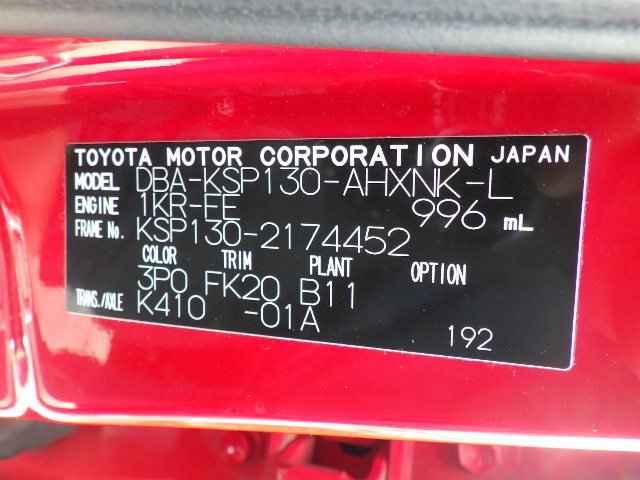 TOYOTA MOTOR CORPORATION JAPAN
MODEL DBA-KSP130-AHXNK-L
ENGINE 1KR-EE 996 mL
FRAME No. KSP130-2174452
COLOR TRIM PLANT OPTION
3P0 FK20 B11
TRANS./AXLE K410 -01A
192